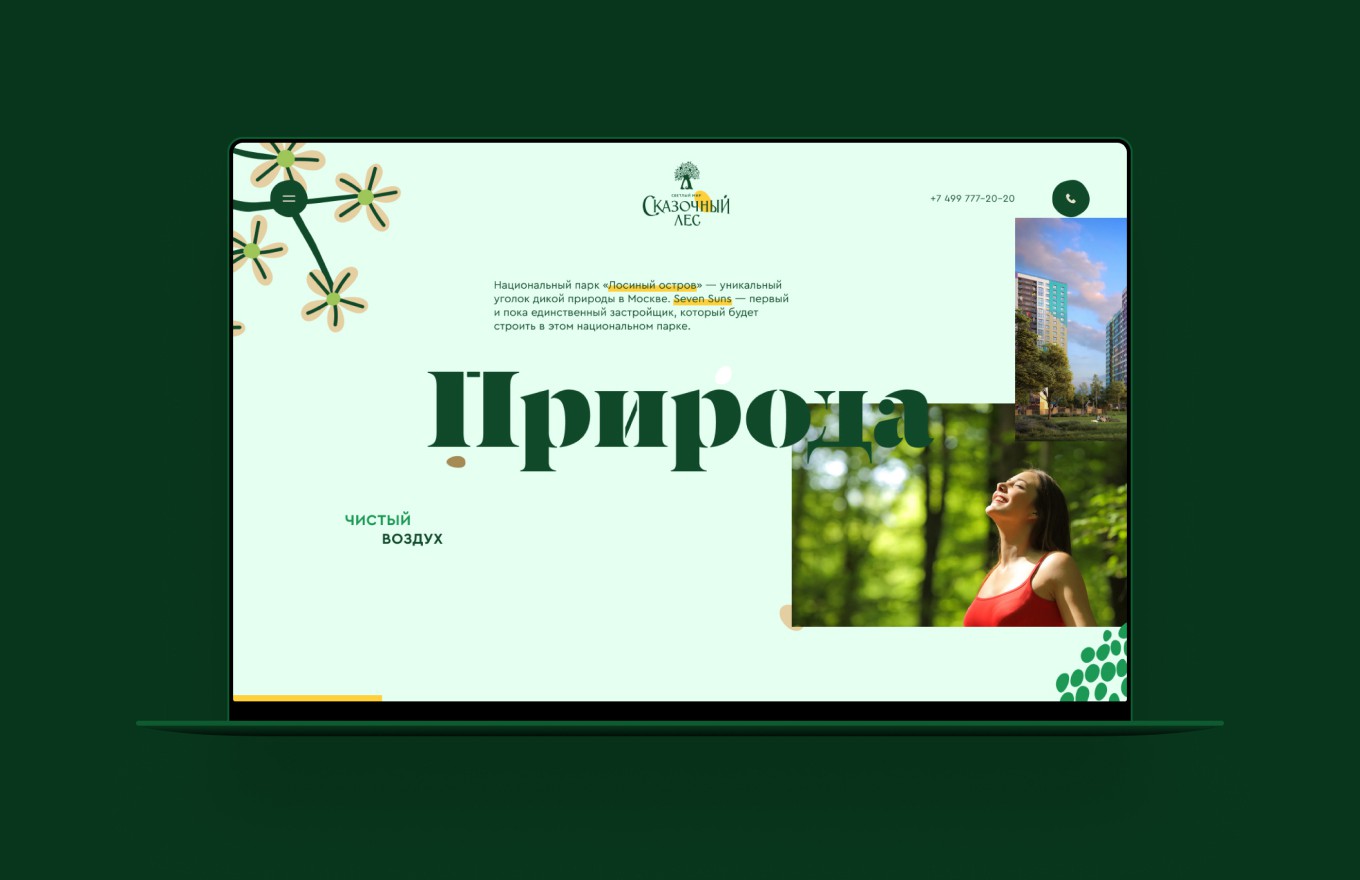 СВЕТЛЫЙ МИР
СКАЗОЧНЫЙ
ЛЕС
+7 499 777-20-20
Национальный парк «Лосиный остров» — уникальный
уголок дикой природы в Москве. Seven Suns — первый
и пока единственный застройщик, который будет
строить в этом национальном парке.
Природа
ЧИСТЫЙ
ВОЗДУХ